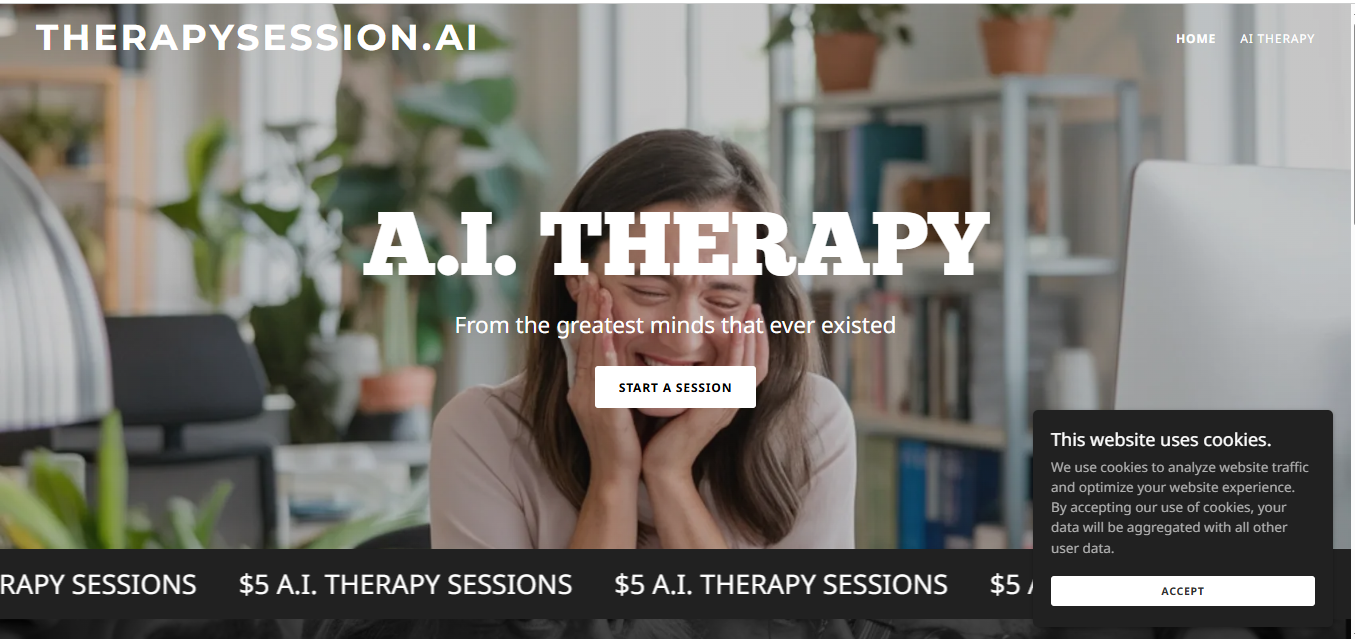 THERAPYSESSION.AI
HOME
AI THERAPY
A.I. THERAPY
From the greatest minds that ever existed
START A SESSION
This website uses cookies.
We use cookies to analyze website traffic
and optimize your website experience.
By accepting our use of cookies, your
data will be aggregated with all other
user data.
ACCEPT
RAPY SESSIONS $5 A.I. THERAPY SESSIONS $5 A.I. THERAPY SESSIONS $5